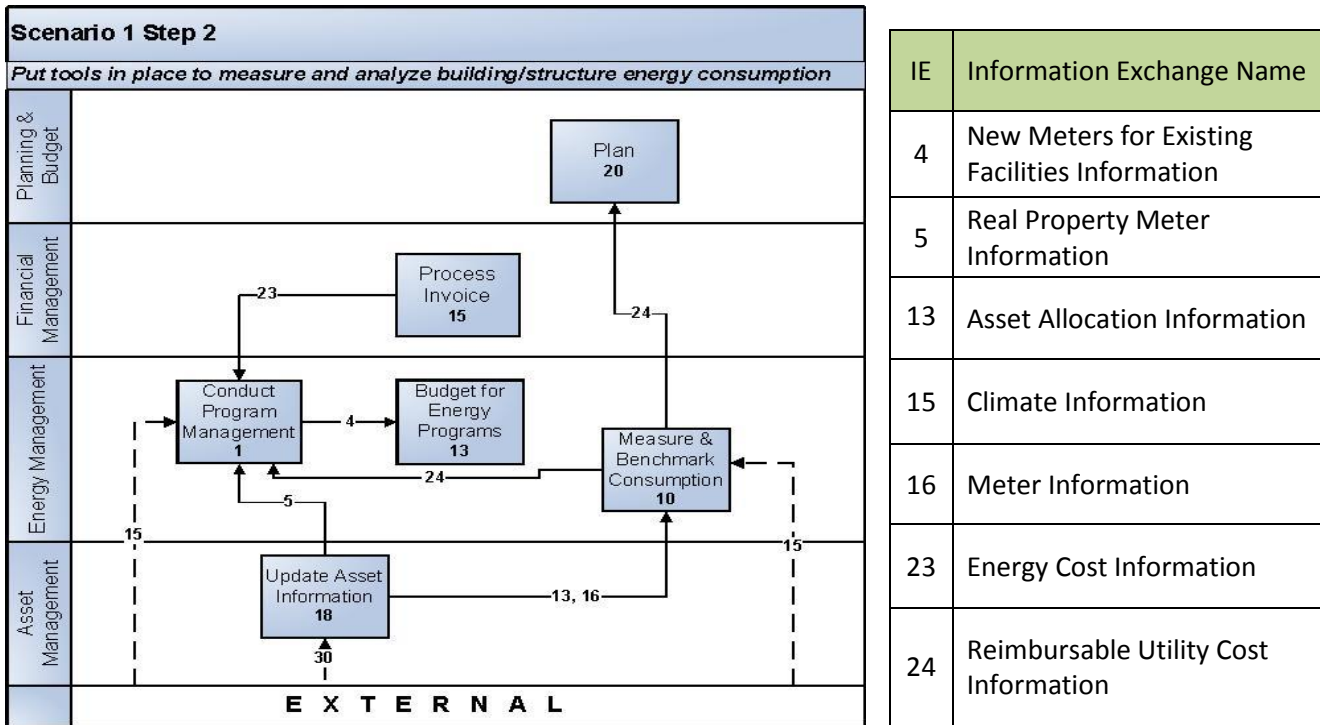 Scenario 1 Step 2
Put tools in place to measure and analyze building/structure energy consumption
Planning &
Budget
Plan
20
Financial
Management
Process
Invoice
15
23
24
Energy Management
Conduct
Program
Management
1
4
Budget for
Energy
Programs
13
Measure &
Benchmark
Consumption
10
24
5
15
15
Asset
Management
Update Asset
Information
18
13, 16
30
E X T E R N A L
IE
Information Exchange Name
4
New Meters for Existing
Facilities Information
5
Real Property Meter
Information
13
Asset Allocation Information
15
Climate Information
16
Meter Information
23
Energy Cost Information
24
Reimbursable Utility Cost
Information